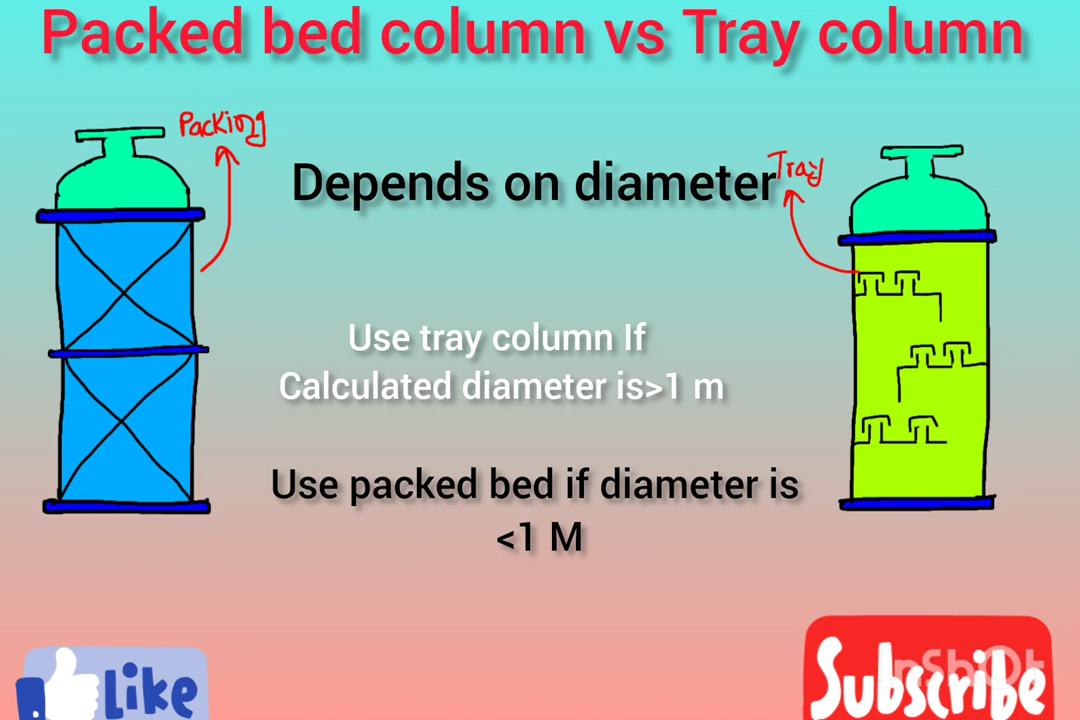 Packed bed column vs Tray column
Packing
Depends on diameter
Tray
Use tray column If
Calculated diameter is>1 m
Use packed bed if diameter is
<1 M
Like
Subscribe
InShOt